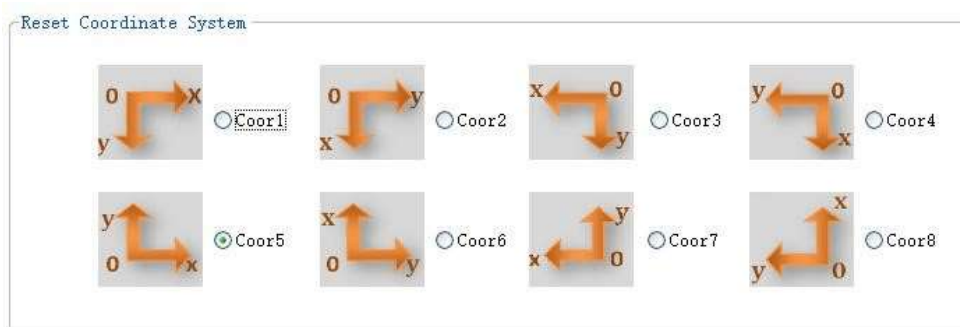 Reset Coordinate System
0 x y Coor1
0 y x Coor2
x 0 y Coor3
y 0 x Coor4
y 0 x Coor5
x 0 y Coor6
y x 0 Coor7
x y 0 Coor8